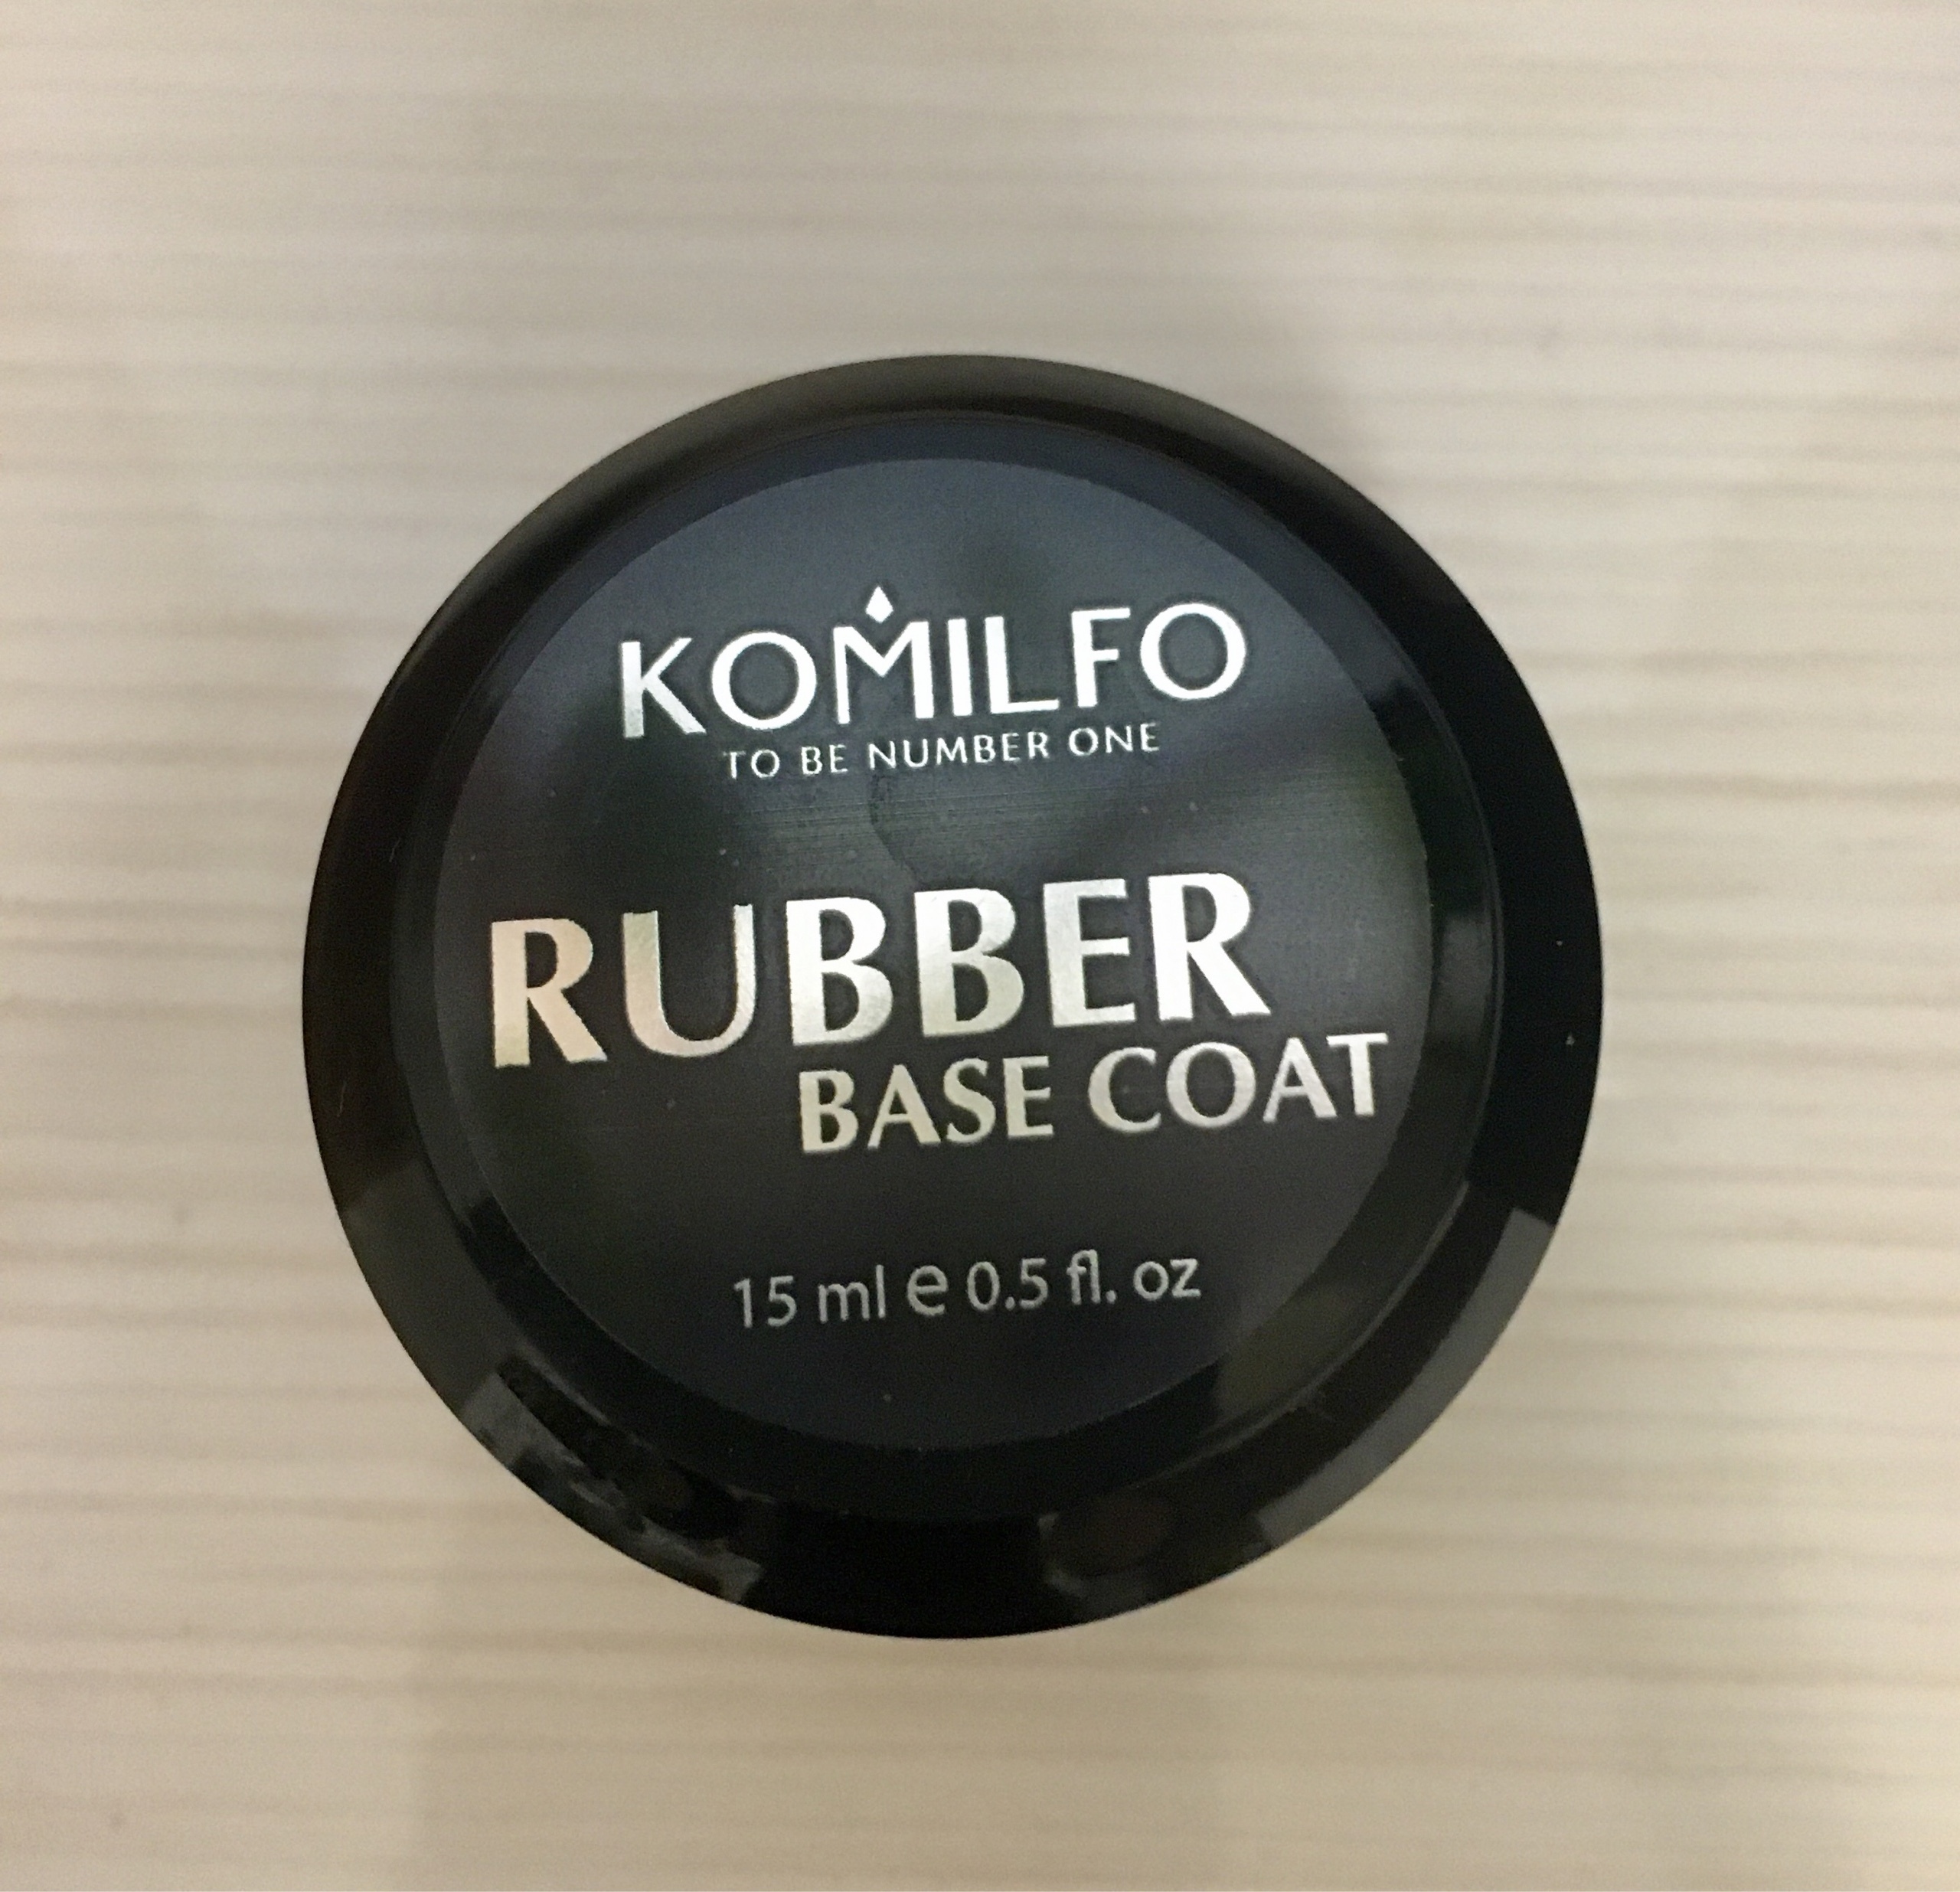 KOMILFO
TO BE NUMBER ONE
RUBBER
BASE COAT
15 ml ℮ 0.5 fl. oz